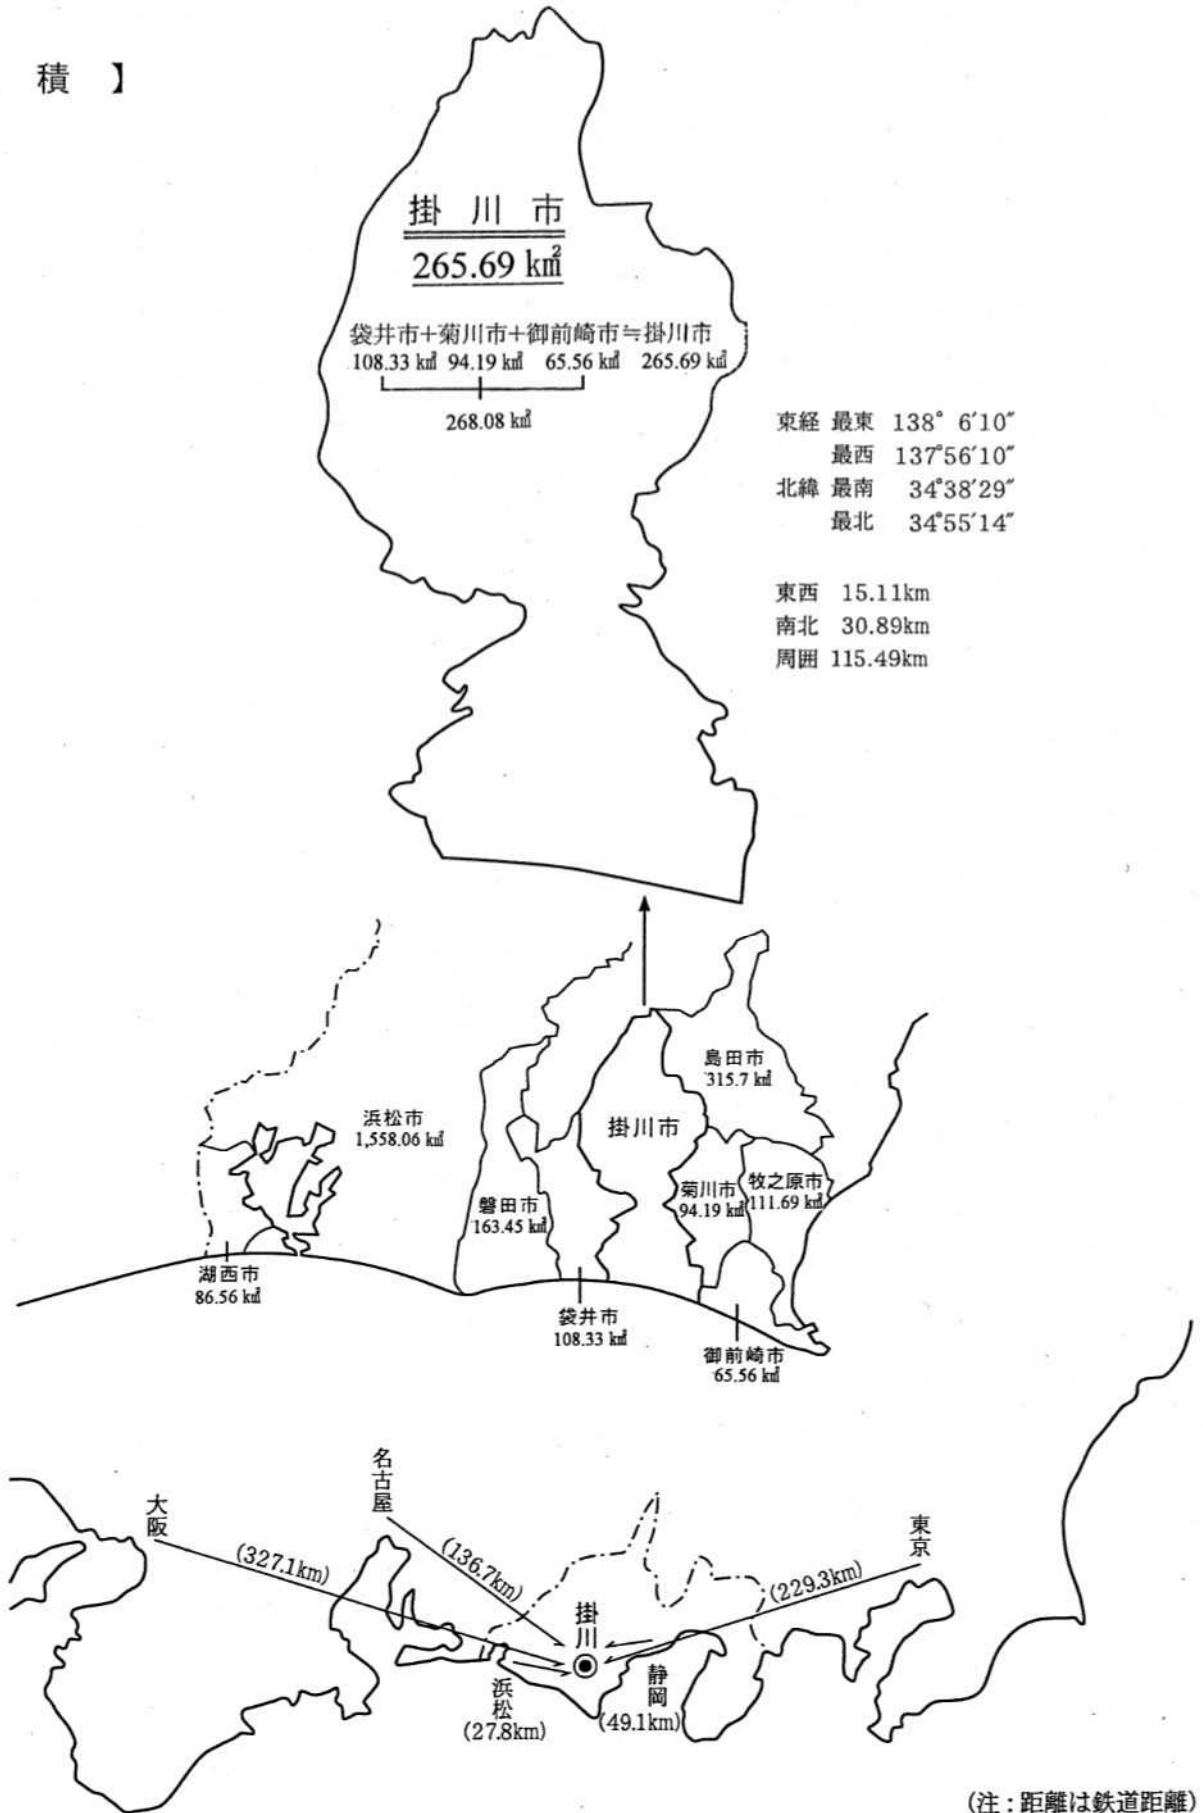 積 】
掛 川 市
265.69 ㎢
袋井市＋菊川市＋御前崎市≒掛川市
108.33 ㎢ 94.19 ㎢ 65.56 ㎢ 265.69 ㎢
268.08 ㎢
東経 最東 138° 6′10″
最西 137°56′10″
北緯 最南 34°38′29″
最北 34°55′14″
東西 15.11km
南北 30.89km
周囲 115.49km
島田市
315.7 ㎢
浜松市
1,558.06 ㎢
掛川市
磐田市
163.45 ㎢
菊川市
94.19 ㎢
牧之原市
111.69 ㎢
湖西市
86.56 ㎢
袋井市
108.33 ㎢
御前崎市
65.56 ㎢
大阪
(327.1km)
名古屋
(136.7km)
東京
(229.3km)
掛川
浜松
(27.8km)
静岡
(49.1km)
(注：距離は鉄道距離)